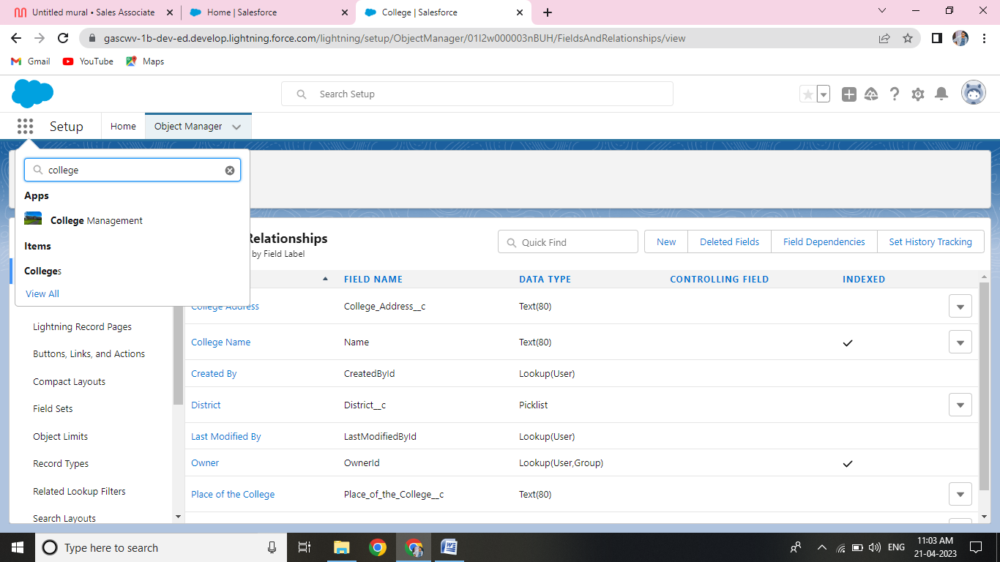 Untitled mural • Sales Associate
Home | Salesforce
College | Salesforce
gascwv-1b-dev-ed.develop.lightning.force.com/lightning/setup/ObjectManager/01I2w000003nBUH/FieldsAndRelationships/view
Gmail YouTube Maps
Search Setup
Setup Home Object Manager
college
Apps
College Management
Items
Colleges
View All
Relationships
by Field Label
Quick Find
New Deleted Fields Field Dependencies Set History Tracking
FIELD NAME DATA TYPE CONTROLLING FIELD INDEXED
College Address College_Address__c Text(80)
College Name Name Text(80)
Created By CreatedById Lookup(User)
District District__c Picklist
Last Modified By LastModifiedById Lookup(User)
Owner OwnerId Lookup(User,Group)
Place of the College Place_of_the_College__c Text(80)
Lightning Record Pages
Buttons, Links, and Actions
Compact Layouts
Field Sets
Object Limits
Record Types
Related Lookup Filters
Search Layouts
Type here to search
ENG
11:03 AM
21-04-2023